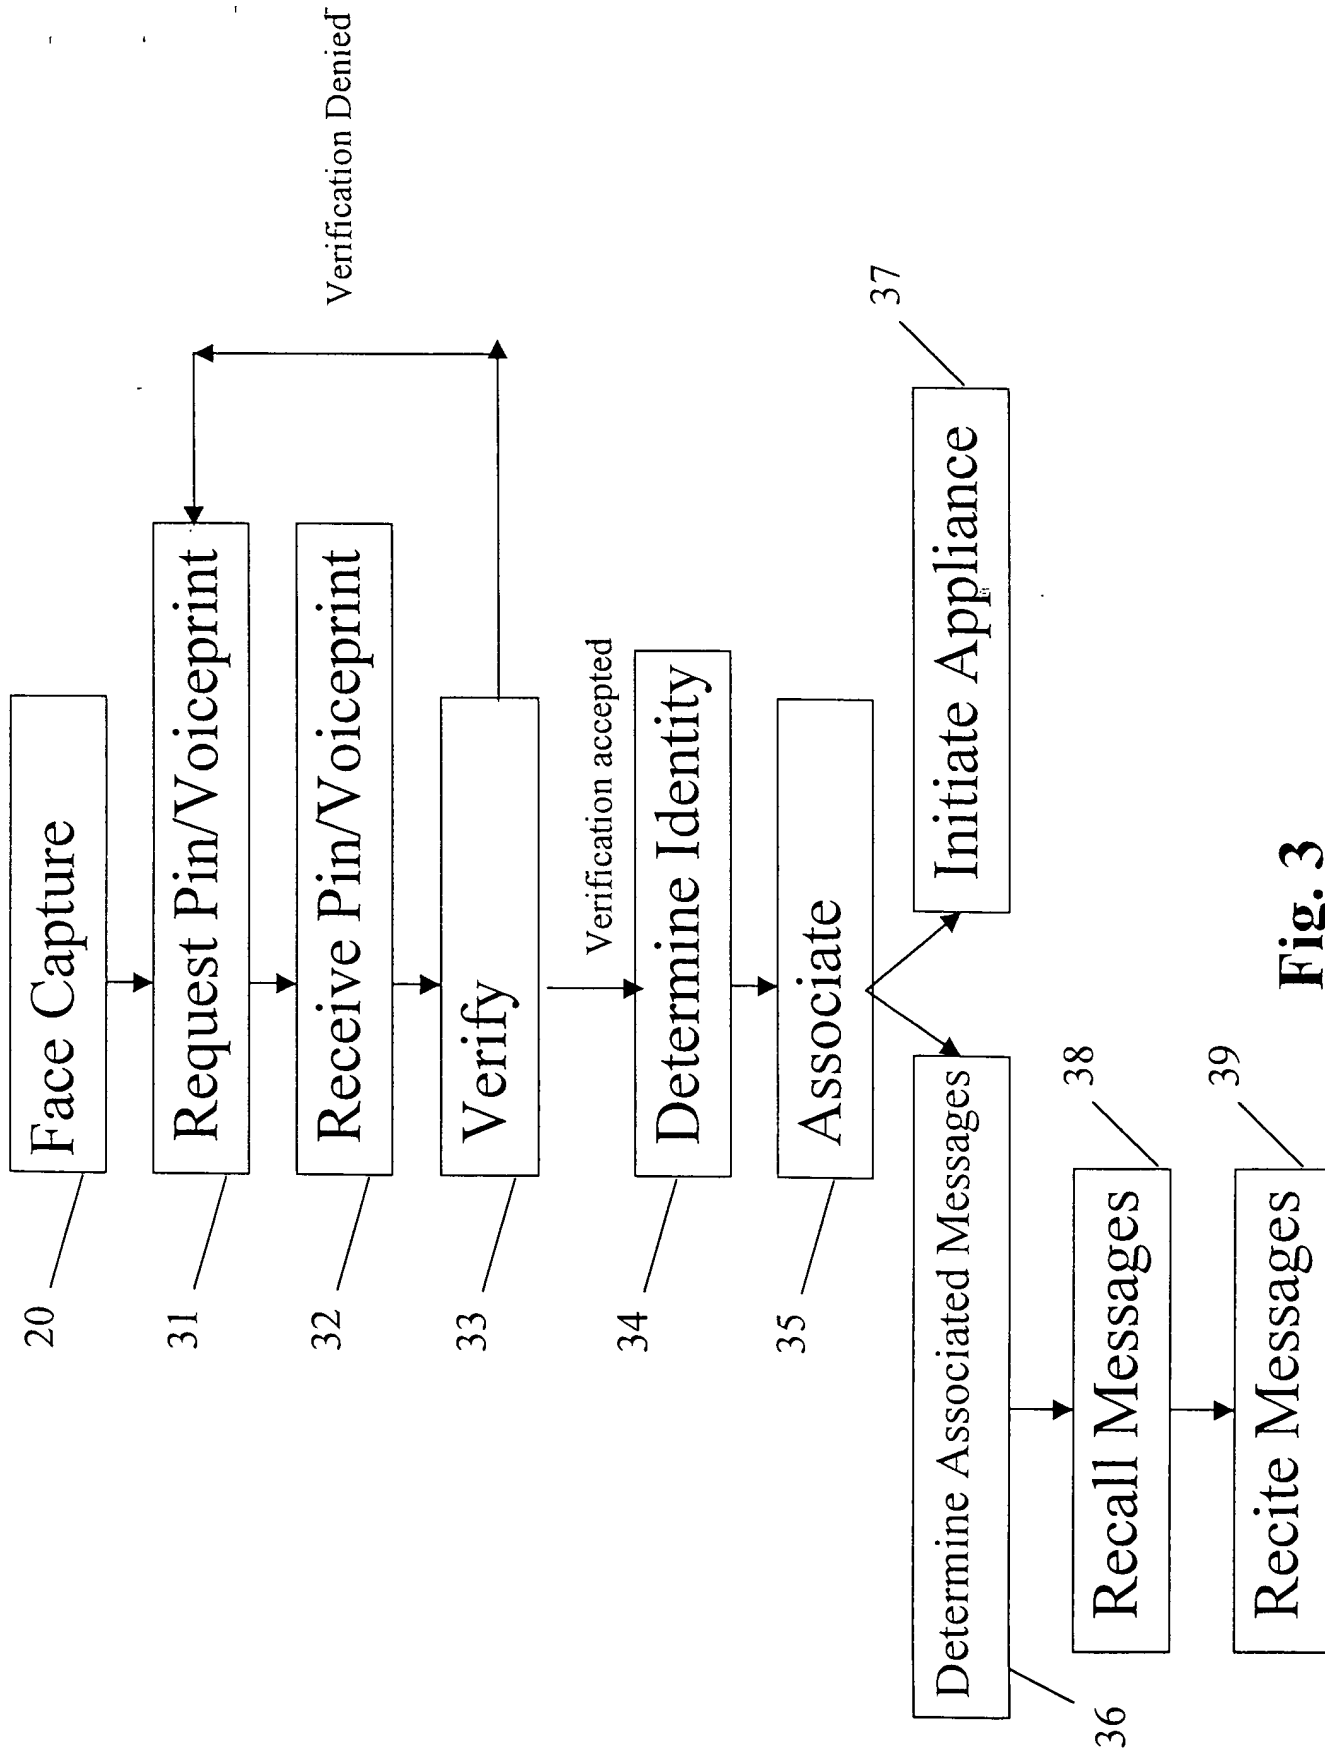 20
Face Capture
31
Request Pin/Voiceprint
32
Receive Pin/Voiceprint
Verification Denied
33
Verify
Verification accepted
34
Determine Identity
35
Associate
36
Determine Associated Messages
Initiate Appliance
37
Recall Messages
38
Recite Messages
39
Fig. 3